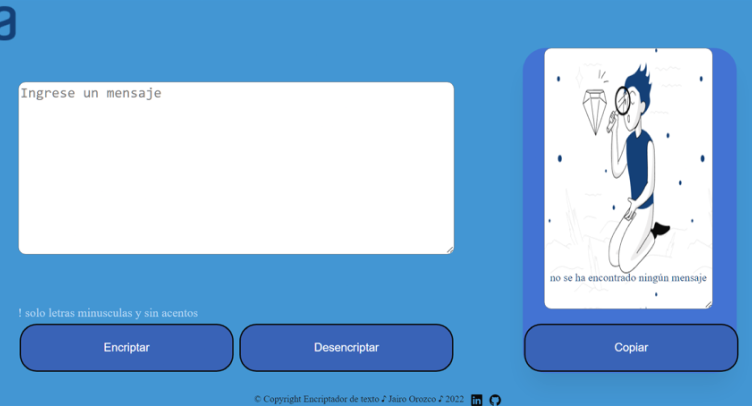 a
Ingrese un mensaje
no se ha encontrado ningún mensaje
! solo letras minusculas y sin acentos
Encriptar
Desencriptar
Copiar
© Copyright Encriptador de texto ♪ Jairo Orozco ♪ 2022 in